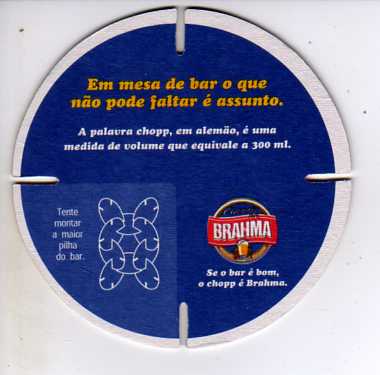 Em mesa de bar o que
não pode faltar é assunto.
A palavra chopp, em alemão, é uma
medida de volume que equivale a 300 ml.
Tente
montar
a maior
pilha
do bar.
BRAHMA
Se o bar é bom,
o chopp é Brahma.